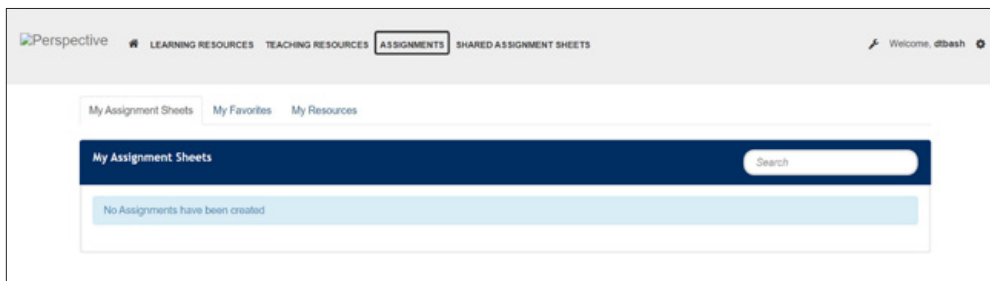 Perspective LEARNING RESOURCES TEACHING RESOURCES ASSIGNMENTS SHARED ASSIGNMENT SHEETS Welcome, dtbash
My Assignment Sheets My Favorites My Resources
My Assignment Sheets Search
No Assignments have been created